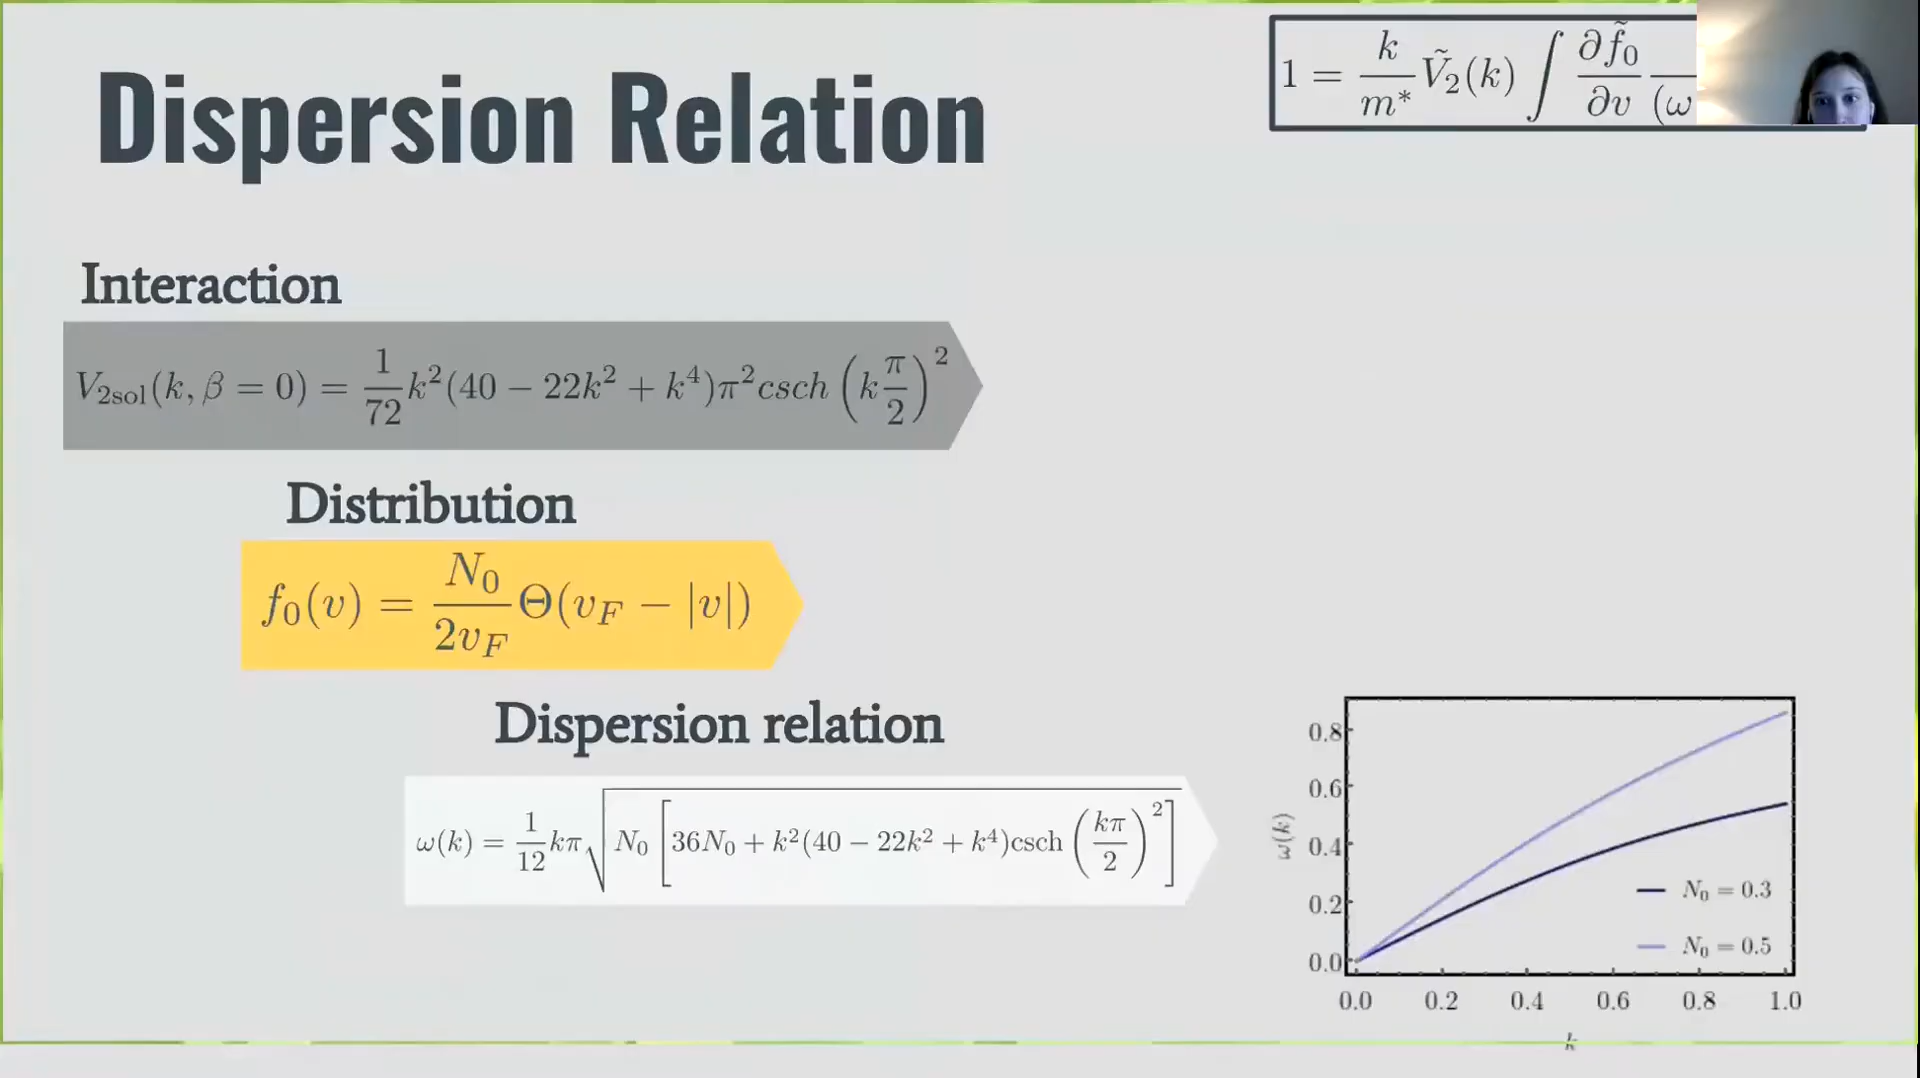 Dispersion Relation
1 = k/m* Ṽ₂(k) ∫ ∂f̃₀/∂v 1/(ω
Interaction
V₂sol(k, β = 0) = 1/72 k²(40 − 22k² + k⁴)π²csch (k π/2)²
Distribution
f₀(v) = N₀/2v_F Θ(v_F − |v|)
Dispersion relation
ω(k) = 1/12 kπ √(N₀ [36N₀ + k²(40 − 22k² + k⁴)csch (kπ/2)²])
ω(k)
0.8
0.6
0.4
0.2
0.0
N₀ = 0.3
N₀ = 0.5
0.0 0.2 0.4 0.6 0.8 1.0
k